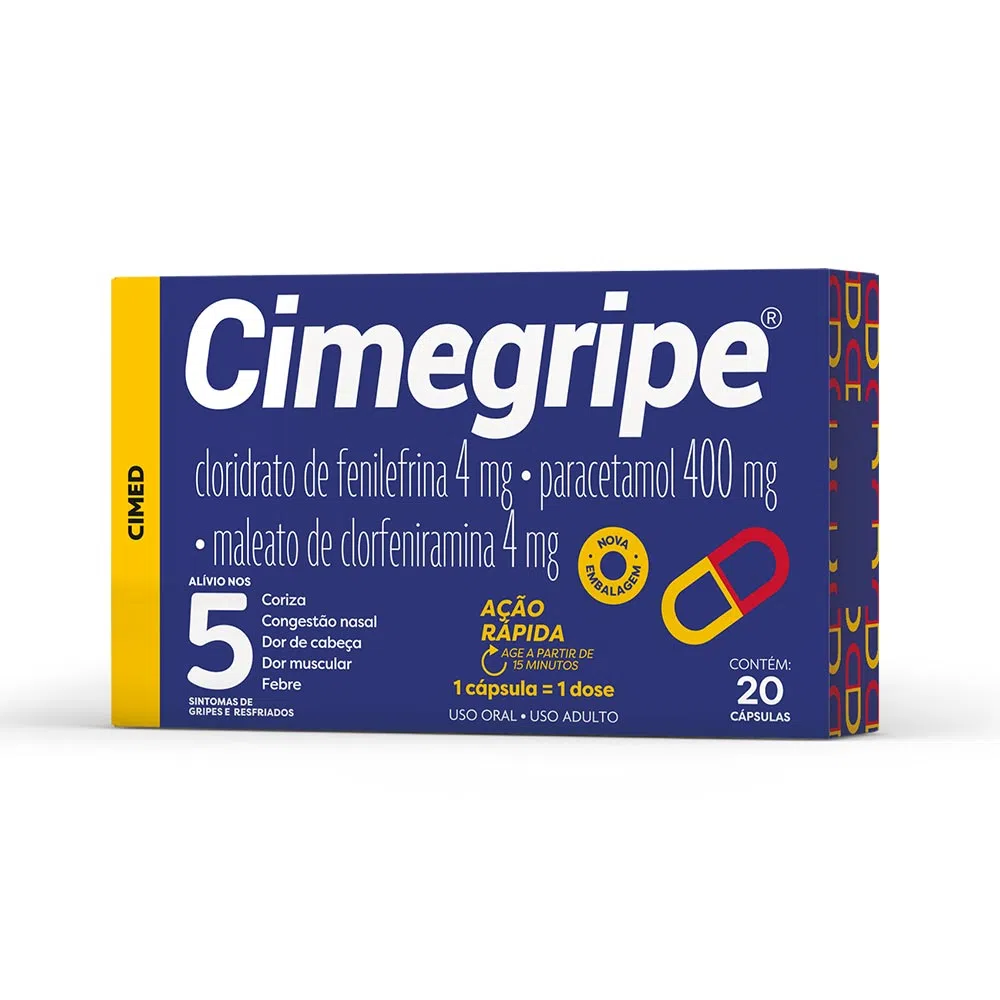 CIMED
Cimegripe®
cloridrato de fenilefrina 4 mg • paracetamol 400 mg
• maleato de clorfeniramina 4 mg
ALÍVIO NOS
5
SINTOMAS DE
GRIPES E RESFRIADOS
Coriza
Congestão nasal
Dor de cabeça
Dor muscular
Febre
AÇÃO
RÁPIDA
AGE A PARTIR DE
15 MINUTOS
1 cápsula = 1 dose
USO ORAL • USO ADULTO
NOVA
• EMBALAGEM •
CONTÉM:
20
CÁPSULAS